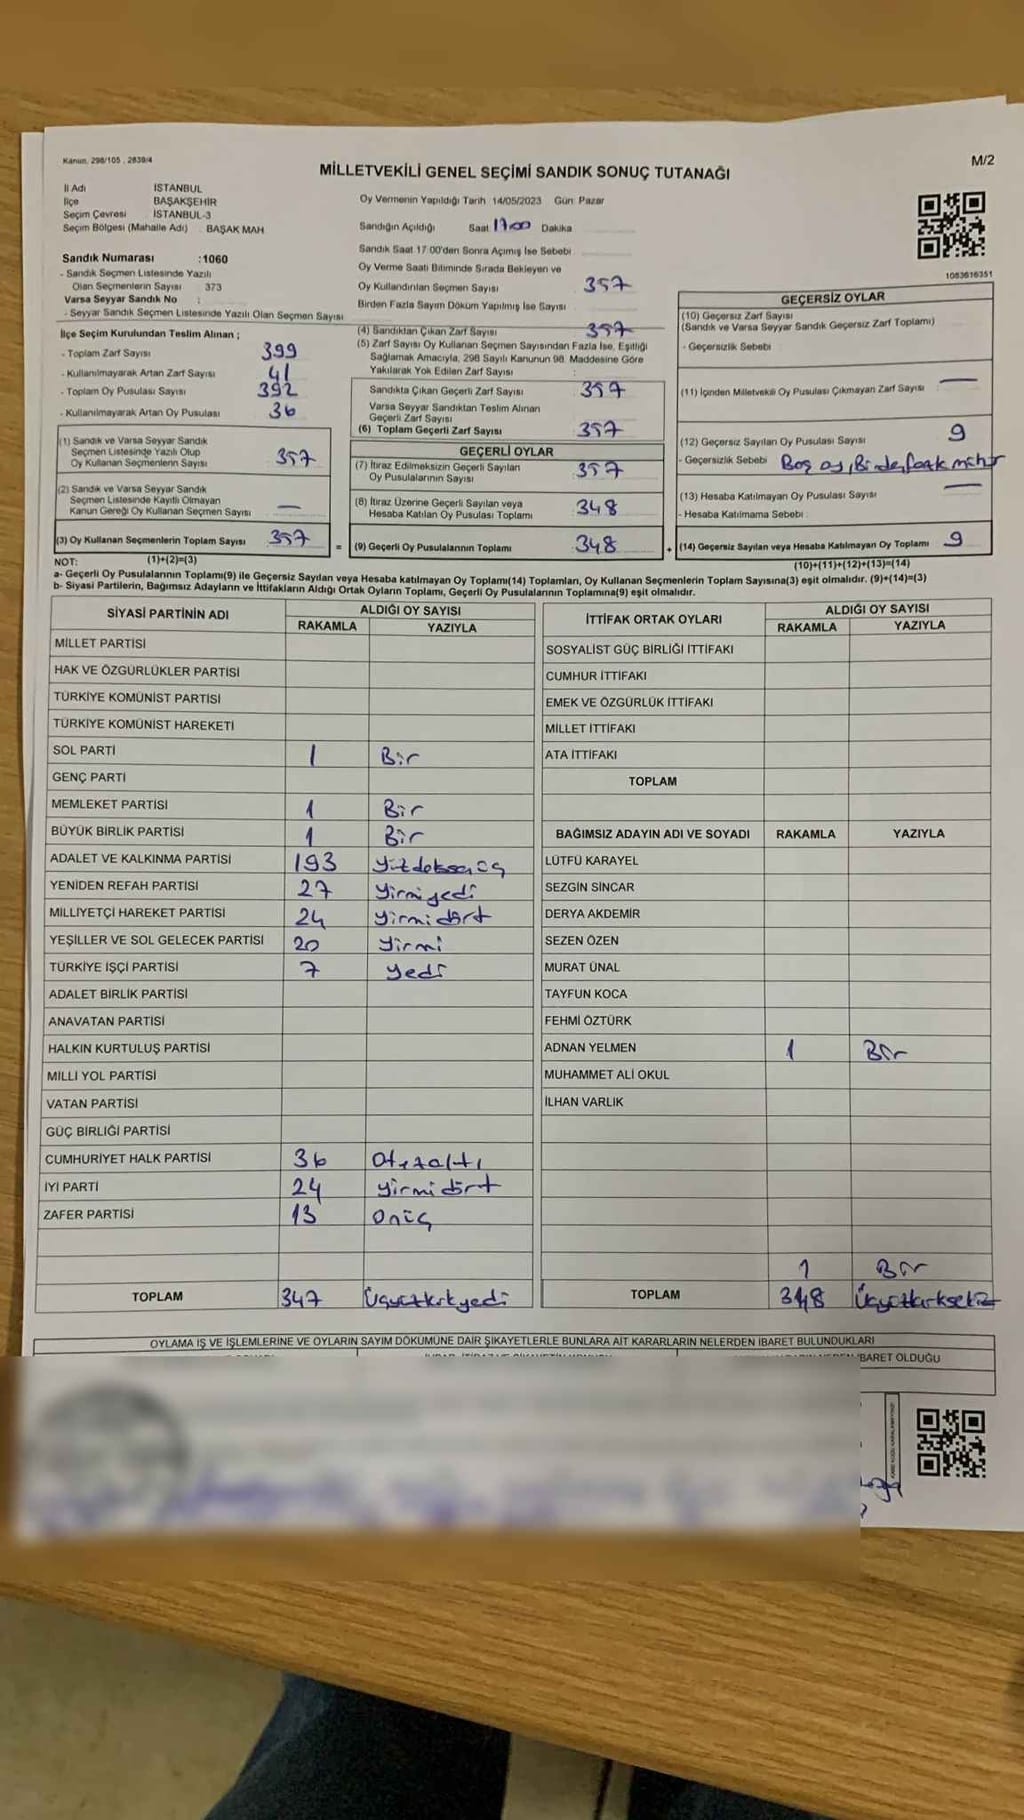 Kanun. 298/105 , 2839/4
M/2
MİLLETVEKİLİ GENEL SEÇİMİ SANDIK SONUÇ TUTANAĞI
İl Adı İSTANBUL
İlçe BAŞAKŞEHİR
Seçim Çevresi İSTANBUL-3
Seçim Bölgesi (Mahalle Adı) BAŞAK MAH
Sandık Numarası :1060
- Sandık Seçmen Listesinde Yazılı
Olan Seçmenlerin Sayısı 373
Varsa Seyyar Sandık No :
- Seyyar Sandık Seçmen Listesinde Yazılı Olan Seçmen Sayısı
Oy Vermenin Yapıldığı Tarih 14/05/2023 Gün: Pazar
Sandığın Açıldığı Saat 17:00 Dakika
Sandık Saat 17:00'den Sonra Açımış İse Sebebi
Oy Verme Saati Bitiminde Sırada Bekleyen ve
Oy Kullandırılan Seçmen Sayısı 357
Birden Fazla Sayım Döküm Yapılmış İse Sayısı
1083616351
İlçe Seçim Kurulundan Teslim Alınan ;
- Toplam Zarf Sayısı 399
- Kullanılmayarak Artan Zarf Sayısı 41
- Toplam Oy Pusulası Sayısı 392
- Kullanılmayarak Artan Oy Pusulası 36
(1) Sandık ve Varsa Seyyar Sandık
Seçmen Listesinde Yazılı Olup
Oy Kullanan Seçmenlerin Sayısı 357
(2) Sandık ve Varsa Seyyar Sandık
Seçmen Listesinde Kayıtlı Olmayan
Kanun Gereği Oy Kullanan Seçmen Sayısı —
(3) Oy Kullanan Seçmenlerin Toplam Sayısı 357
(1)+(2)=(3)
(4) Sandıktan Çıkan Zarf Sayısı 357
(5) Zarf Sayısı Oy Kullanan Seçmen Sayısından Fazla İse, Eşitliği
Sağlamak Amacıyla, 298 Sayılı Kanunun 98. Maddesine Göre
Yakılarak Yok Edilen Zarf Sayısı :
Sandıkta Çıkan Geçerli Zarf Sayısı 357
Varsa Seyyar Sandıktan Teslim Alınan
Geçerli Zarf Sayısı
(6) Toplam Geçerli Zarf Sayısı 357
GEÇERLİ OYLAR
(7) İtiraz Edilmeksizin Geçerli Sayılan
Oy Pusulalarının Sayısı 357
(8) İtiraz Üzerine Geçerli Sayılan veya
Hesaba Katılan Oy Pusulası Toplamı 348
= (9) Geçerli Oy Pusulalarının Toplamı 348
GEÇERSİZ OYLAR
(10) Geçersiz Zarf Sayısı
(Sandık ve Varsa Seyyar Sandık Geçersiz Zarf Toplamı)
- Geçersizlik Sebebi
(11) İçinden Milletvekili Oy Pusulası Çıkmayan Zarf Sayısı —
(12) Geçersiz Sayılan Oy Pusulası Sayısı 9
- Geçersizlik Sebebi Boş oy, Birden fazla mühür
(13) Hesaba Katılmayan Oy Pusulası Sayısı —
- Hesaba Katılmama Sebebi
+ (14) Geçersiz Sayılan veya Hesaba Katılmayan Oy Toplamı 9
(10)+(11)+(12)+(13)=(14)
NOT:
a- Geçerli Oy Pusulalarının Toplamı(9) ile Geçersiz Sayılan veya Hesaba katılmayan Oy Toplamı(14) Toplamları, Oy Kullanan Seçmenlerin Toplam Sayısına(3) eşit olmalıdır. (9)+(14)=(3)
b- Siyasi Partilerin, Bağımsız Adayların ve İttifakların Aldığı Ortak Oyların Toplamı, Geçerli Oy Pusulalarının Toplamına(9) eşit olmalıdır.
SİYASİ PARTİNİN ADI ALDIĞI OY SAYISI
RAKAMLA YAZIYLA
MİLLET PARTİSİ
HAK VE ÖZGÜRLÜKLER PARTİSİ
TÜRKİYE KOMÜNİST PARTİSİ
TÜRKİYE KOMÜNİST HAREKETİ
SOL PARTİ 1 Bir
GENÇ PARTİ
MEMLEKET PARTİSİ 1 Bir
BÜYÜK BİRLİK PARTİSİ 1 Bir
ADALET VE KALKINMA PARTİSİ 193 yüzdoksanüç
YENİDEN REFAH PARTİSİ 27 yirmiyedi
MİLLİYETÇİ HAREKET PARTİSİ 24 yirmidört
YEŞİLLER VE SOL GELECEK PARTİSİ 20 yirmi
TÜRKİYE İŞÇİ PARTİSİ 7 yedi
ADALET BİRLİK PARTİSİ
ANAVATAN PARTİSİ
HALKIN KURTULUŞ PARTİSİ
MİLLİ YOL PARTİSİ
VATAN PARTİSİ
GÜÇ BİRLİĞİ PARTİSİ
CUMHURİYET HALK PARTİSİ 36 otuzaltı
İYİ PARTİ 24 yirmidört
ZAFER PARTİSİ 13 onüç
TOPLAM 347 Üçyüzkırkyedi
İTTİFAK ORTAK OYLARI ALDIĞI OY SAYISI
RAKAMLA YAZIYLA
SOSYALİST GÜÇ BİRLİĞİ İTTİFAKI
CUMHUR İTTİFAKI
EMEK VE ÖZGÜRLÜK İTTİFAKI
MİLLET İTTİFAKI
ATA İTTİFAKI
TOPLAM
BAĞIMSIZ ADAYIN ADI VE SOYADI RAKAMLA YAZIYLA
LÜTFÜ KARAYEL
SEZGİN SİNCAR
DERYA AKDEMİR
SEZEN ÖZEN
MURAT ÜNAL
TAYFUN KOCA
FEHMİ ÖZTÜRK
ADNAN YELMEN 1 Bir
MUHAMMET ALİ OKUL
İLHAN VARLIK
1 Bir
TOPLAM 348 Üçyüzkırksekiz
OYLAMA İŞ VE İŞLEMLERİNE VE OYLARIN SAYIM DÖKÜMÜNE DAİR ŞİKAYETLERLE BUNLARA AİT KARARLARIN NELERDEN İBARET BULUNDUKLARI
İBARET OLDUĞU